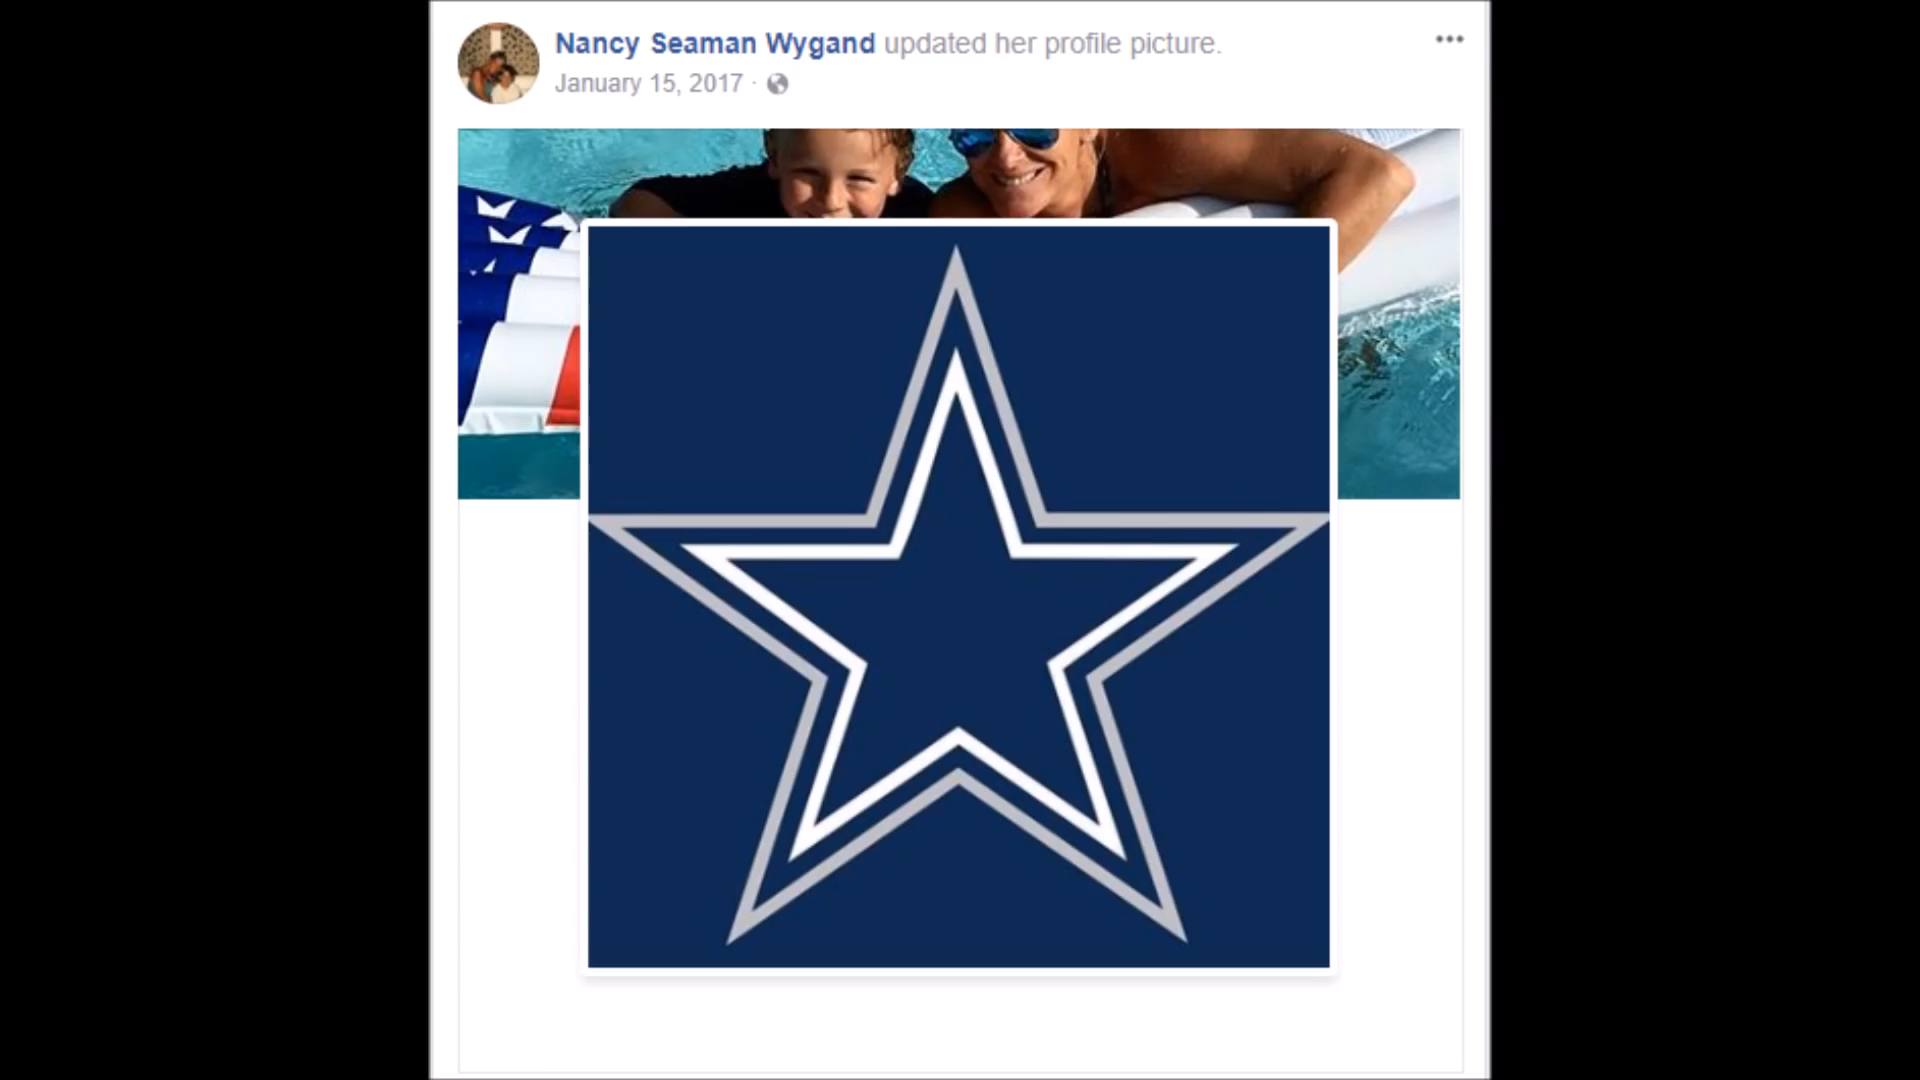 Nancy Seaman Wygand updated her profile picture.
January 15, 2017 ·